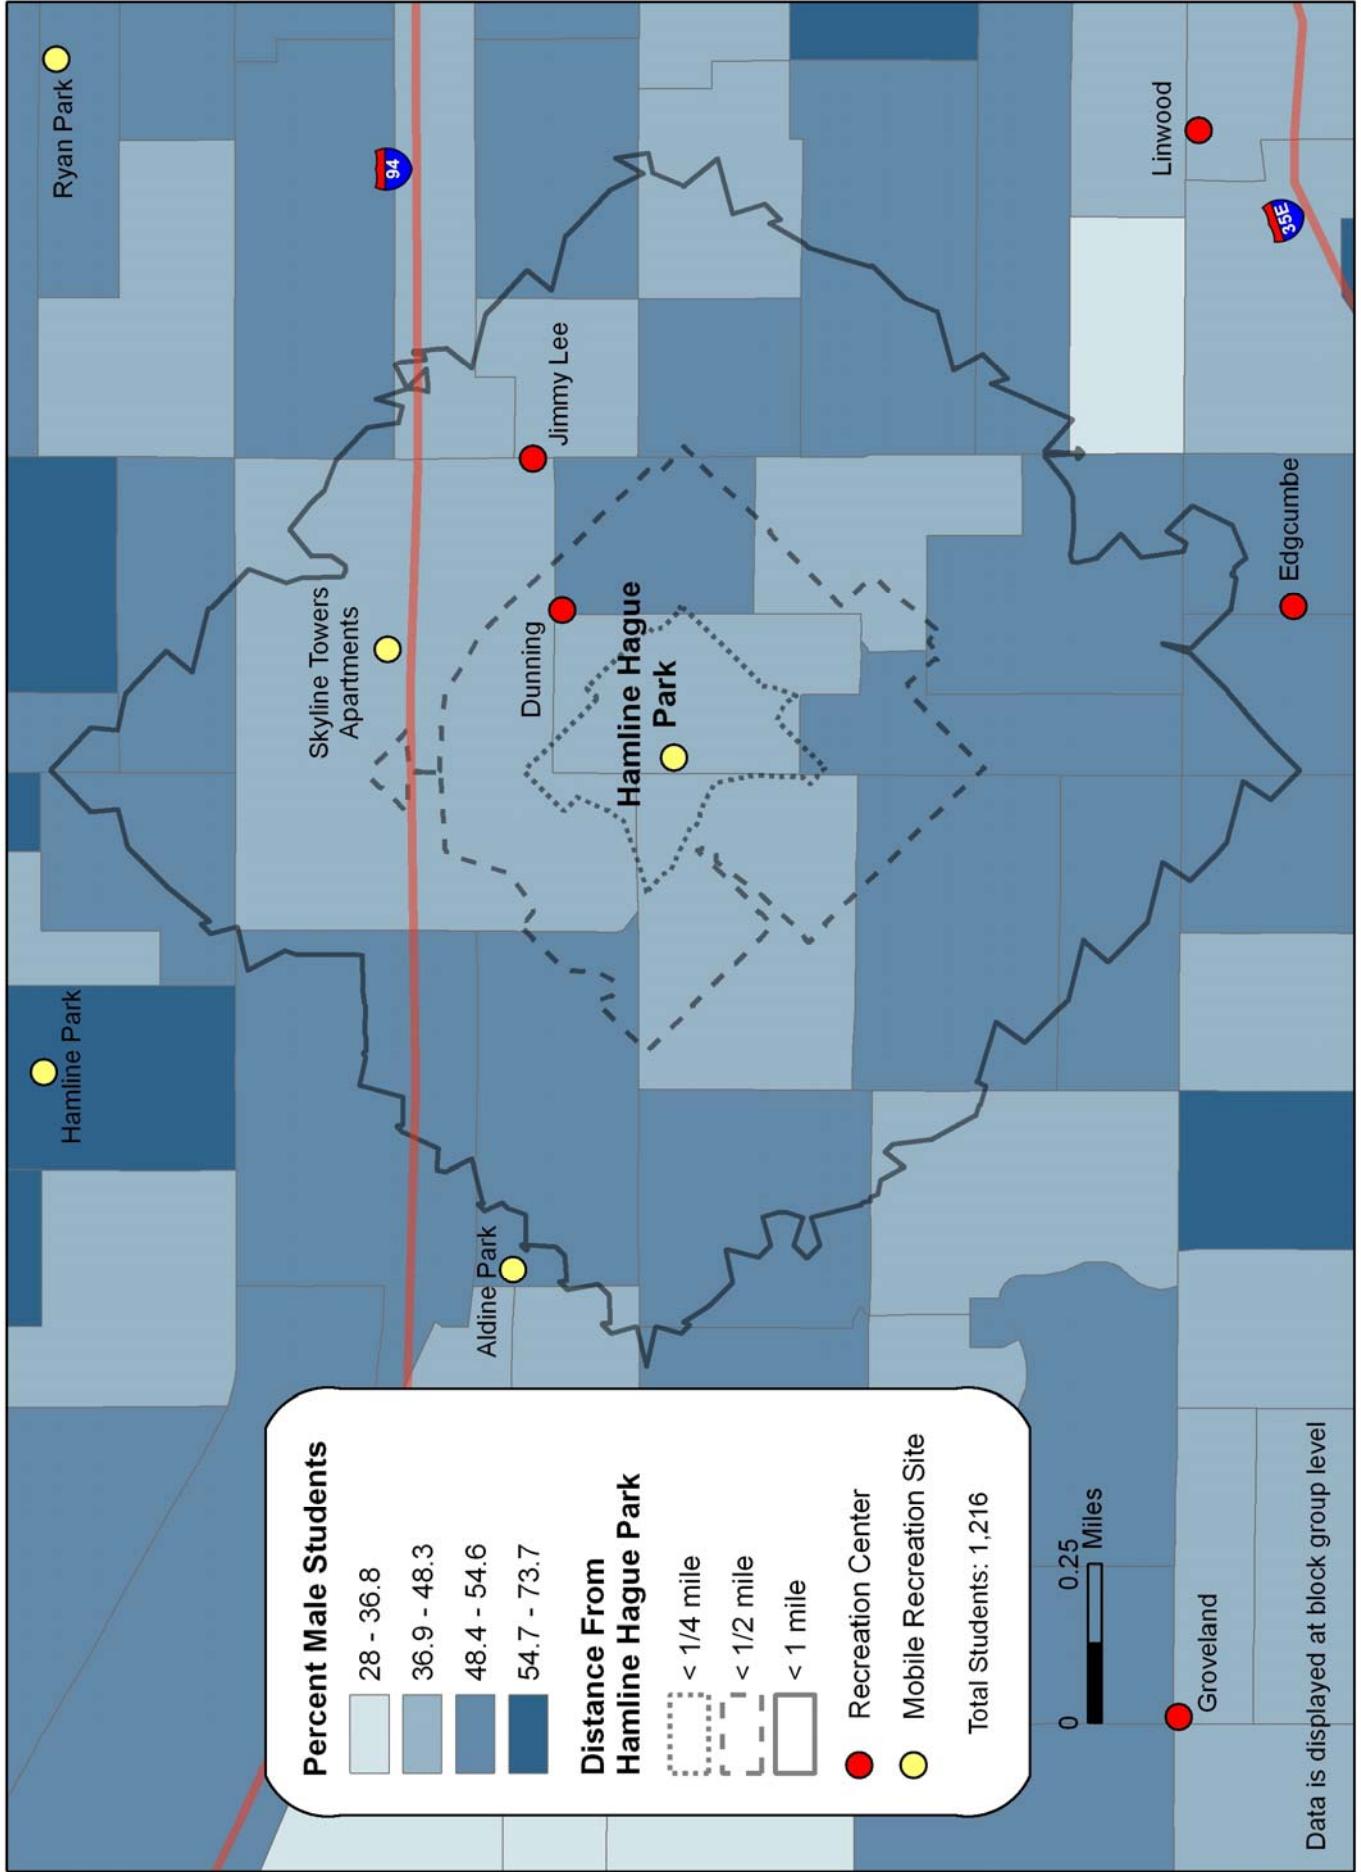 Percent Male Students
28 - 36.8
36.9 - 48.3
48.4 - 54.6
54.7 - 73.7
Distance From
Hamline Hague Park
< 1/4 mile
< 1/2 mile
< 1 mile
Recreation Center
Mobile Recreation Site
Total Students: 1,216
0
0.25
Miles
Groveland
Data is displayed at block group level
Hamline Park
Aldine Park
Skyline Towers
Apartments
Dunning
Hamline Hague
Park
Jimmy Lee
Edgcumbe
Ryan Park
94
Linwood
35E